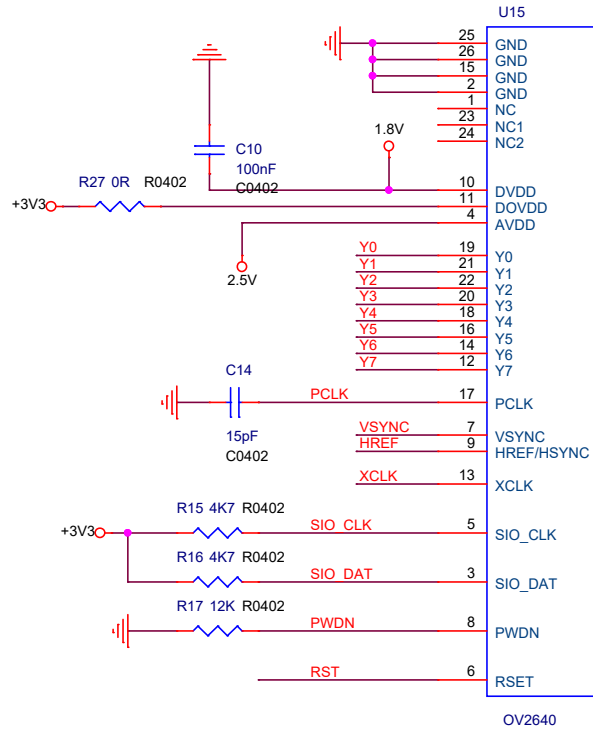 U15
25 GND
26 GND
15 GND
2 GND
1 NC
23 NC1
24 NC2
1.8V
C10
100nF
C0402
R27 0R R0402
+3V3
10 DVDD
11 DOVDD
4 AVDD
2.5V
Y0 19 Y0
Y1 21 Y1
Y2 22 Y2
Y3 20 Y3
Y4 18 Y4
Y5 16 Y5
Y6 14 Y6
Y7 12 Y7
C14
15pF
C0402
PCLK 17 PCLK
VSYNC 7 VSYNC
HREF 9 HREF/HSYNC
XCLK 13 XCLK
+3V3
R15 4K7 R0402
SIO_CLK 5 SIO_CLK
R16 4K7 R0402
SIO_DAT 3 SIO_DAT
R17 12K R0402
PWDN 8 PWDN
RST 6 RSET
OV2640